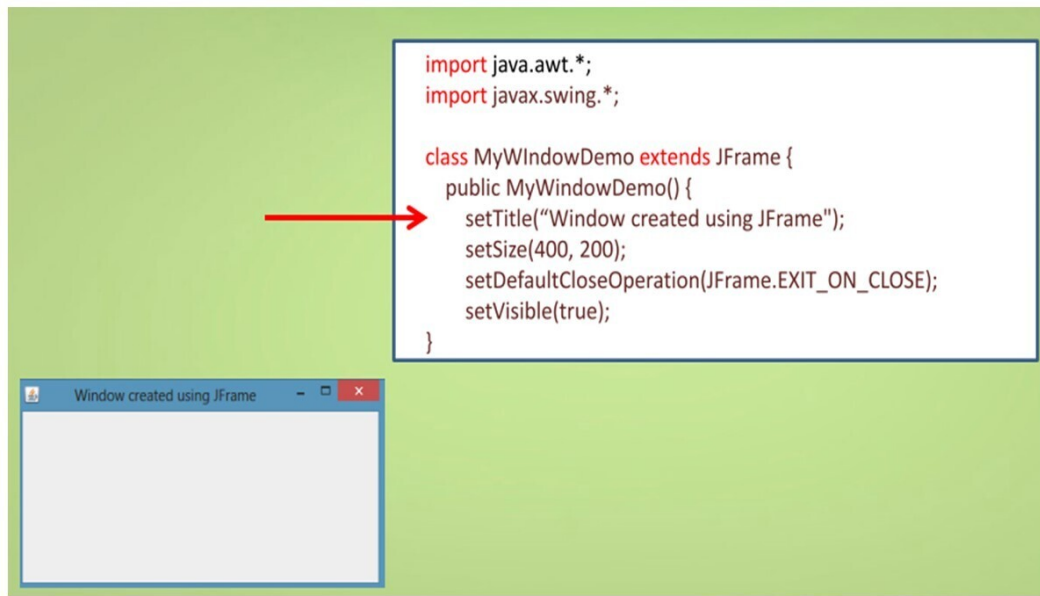 import java.awt.*;
import javax.swing.*;
class MyWIndowDemo extends JFrame {
public MyWindowDemo() {
setTitle(“Window created using JFrame");
setSize(400, 200);
setDefaultCloseOperation(JFrame.EXIT_ON_CLOSE);
setVisible(true);
}
Window created using JFrame